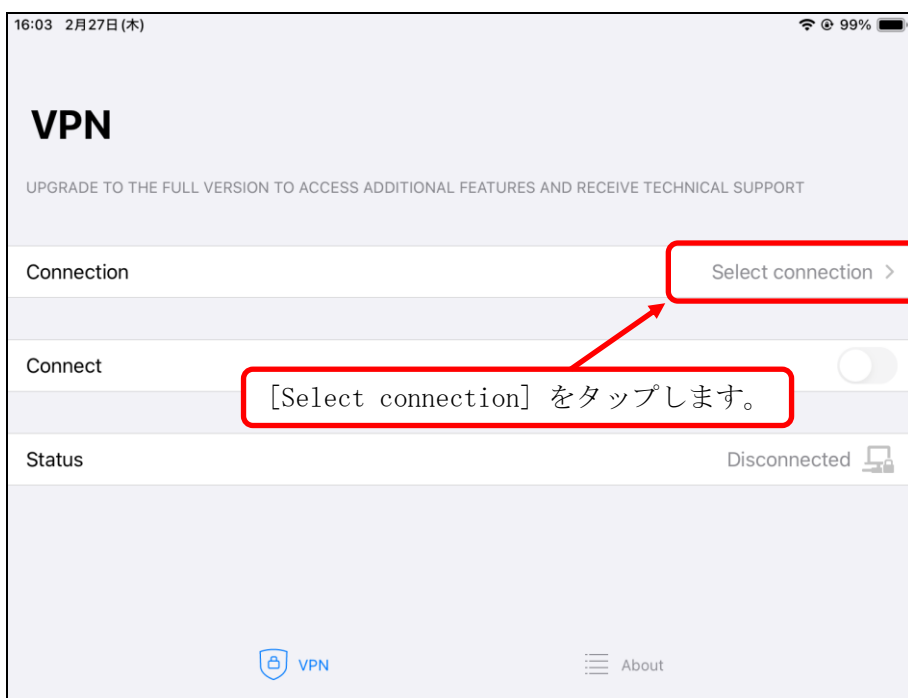 16:03 2月27日(木) 99%
VPN
UPGRADE TO THE FULL VERSION TO ACCESS ADDITIONAL FEATURES AND RECEIVE TECHNICAL SUPPORT
Connection Select connection >
Connect
[Select connection] をタップします。
Status Disconnected
VPN About